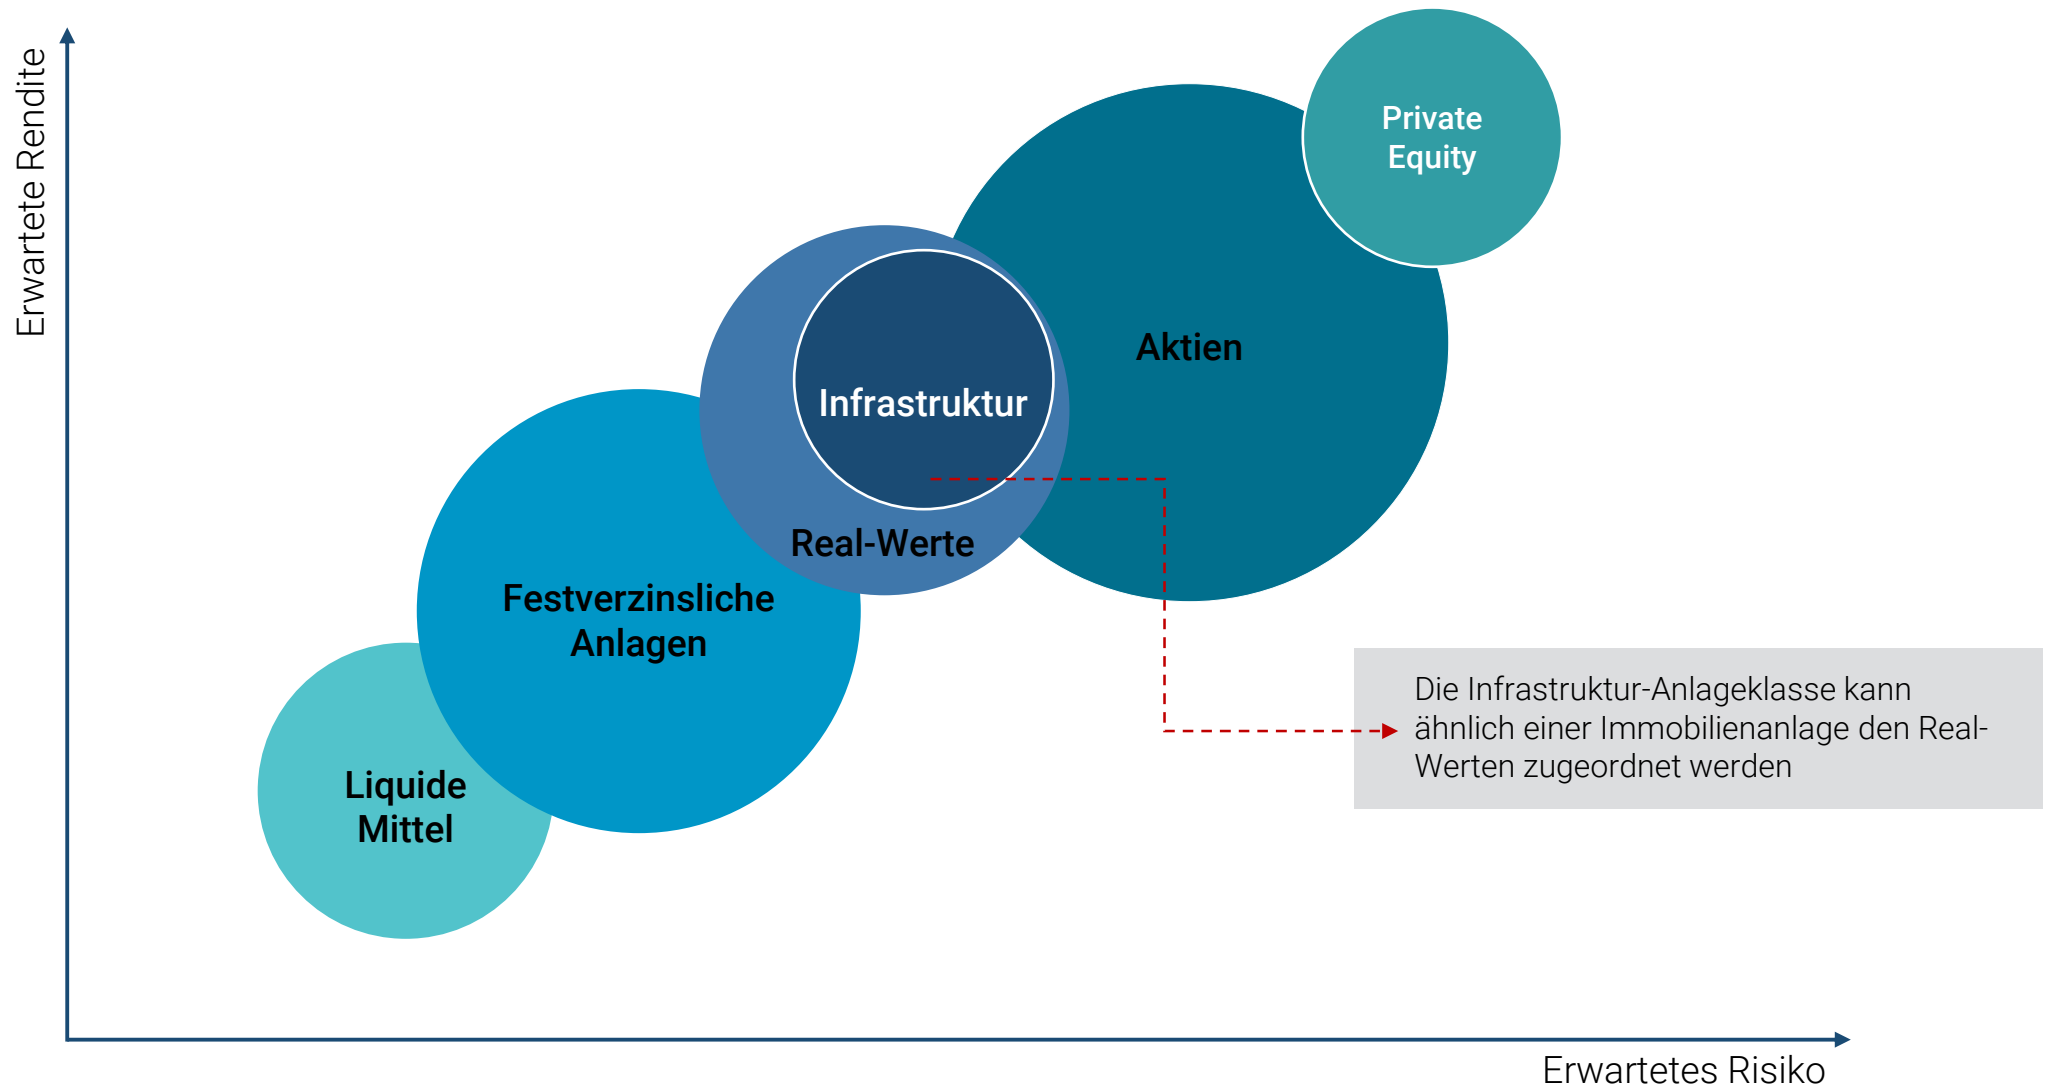 Erwartete Rendite
Private
Equity
Aktien
Infrastruktur
Real-Werte
Festverzinsliche
Anlagen
Liquide
Mittel
Die Infrastruktur-Anlageklasse kann
ähnlich einer Immobilienanlage den Real-
Werten zugeordnet werden
Erwartetes Risiko